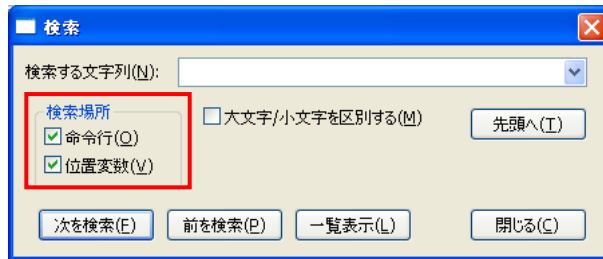 検索
検索する文字列(N):
検索場所
命令行(O)
位置変数(V)
大文字/小文字を区別する(M)
先頭へ(T)
次を検索(F)
前を検索(P)
一覧表示(L)
閉じる(C)